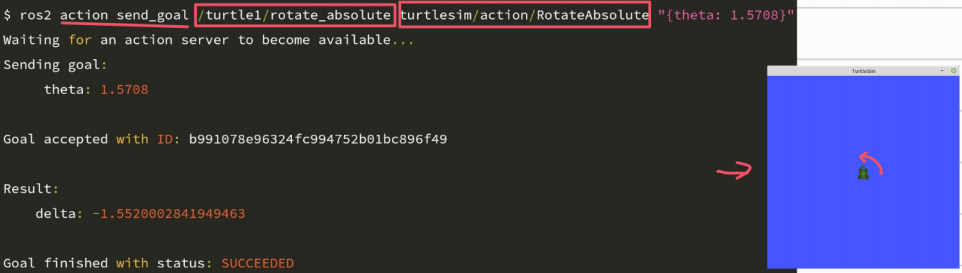 $ ros2 action send_goal /turtle1/rotate_absolute turtlesim/action/RotateAbsolute "{theta: 1.5708}"
Waiting for an action server to become available...
Sending goal:
theta: 1.5708
Goal accepted with ID: b991078e96324fc994752b01bc896f49
Result:
delta: -1.5520002841949463
Goal finished with status: SUCCEEDED
TurtleSim